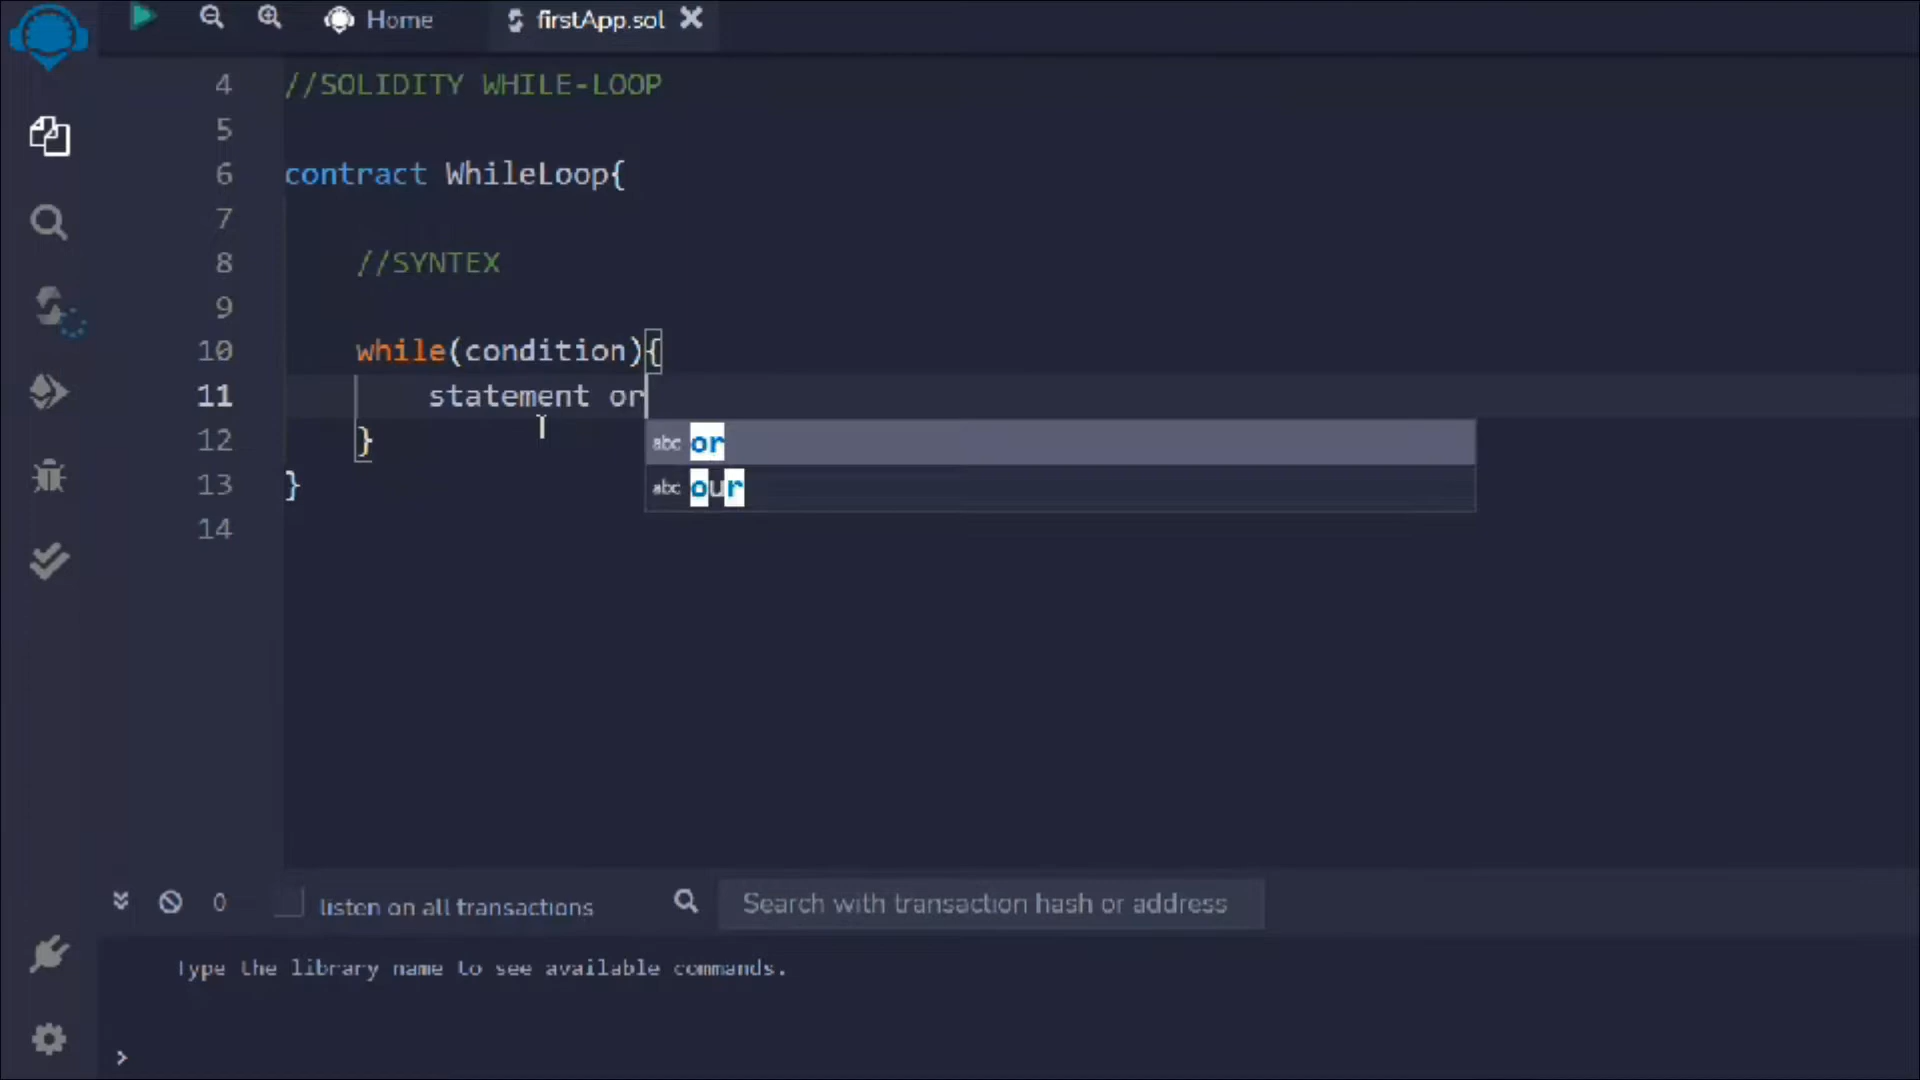 Home firstApp.sol
4 //SOLIDITY WHILE-LOOP
5
6 contract WhileLoop{
7
8 //SYNTEX
9
10 while(condition){
11 statement or
abc or
12 }
abc our
13 }
14
0 listen on all transactions Search with transaction hash or address
Type the library name to see available commands.
>